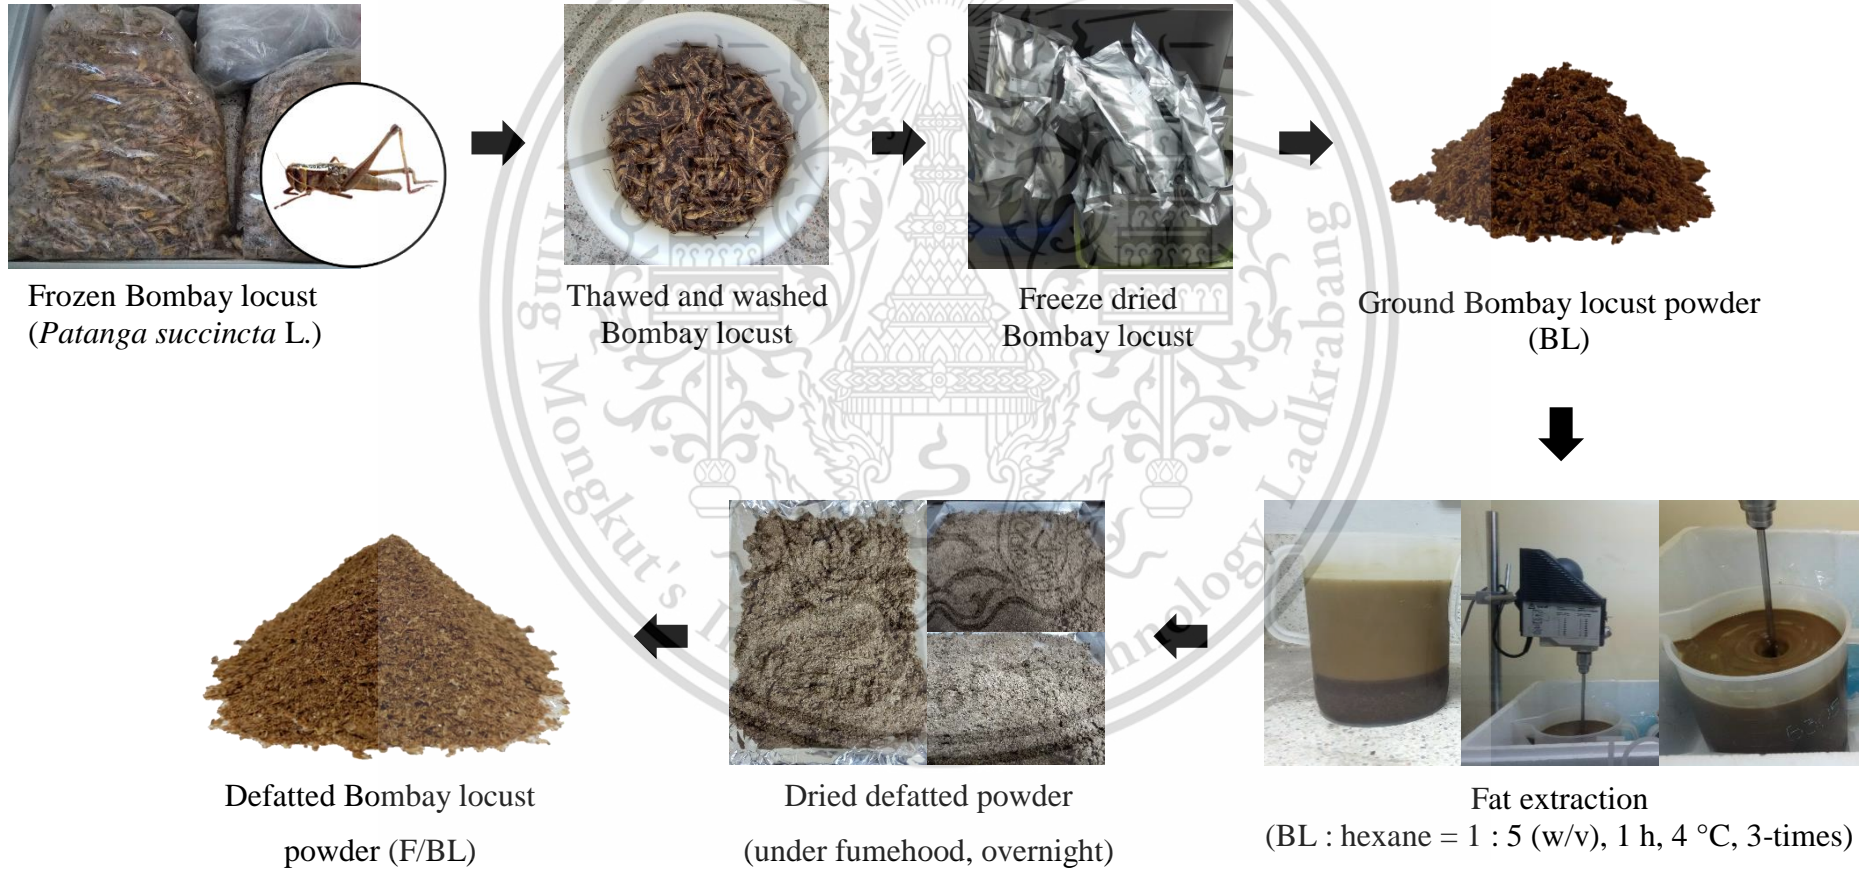 Frozen Bombay locust
(Patanga succincta L.)
Thawed and washed
Bombay locust
Freeze dried
Bombay locust
Ground Bombay locust powder
(BL)
Defatted Bombay locust
powder (F/BL)
Dried defatted powder
(under fumehood, overnight)
Fat extraction
(BL : hexane = 1 : 5 (w/v), 1 h, 4 °C, 3-times)
King Mongkut's Ladkrabang